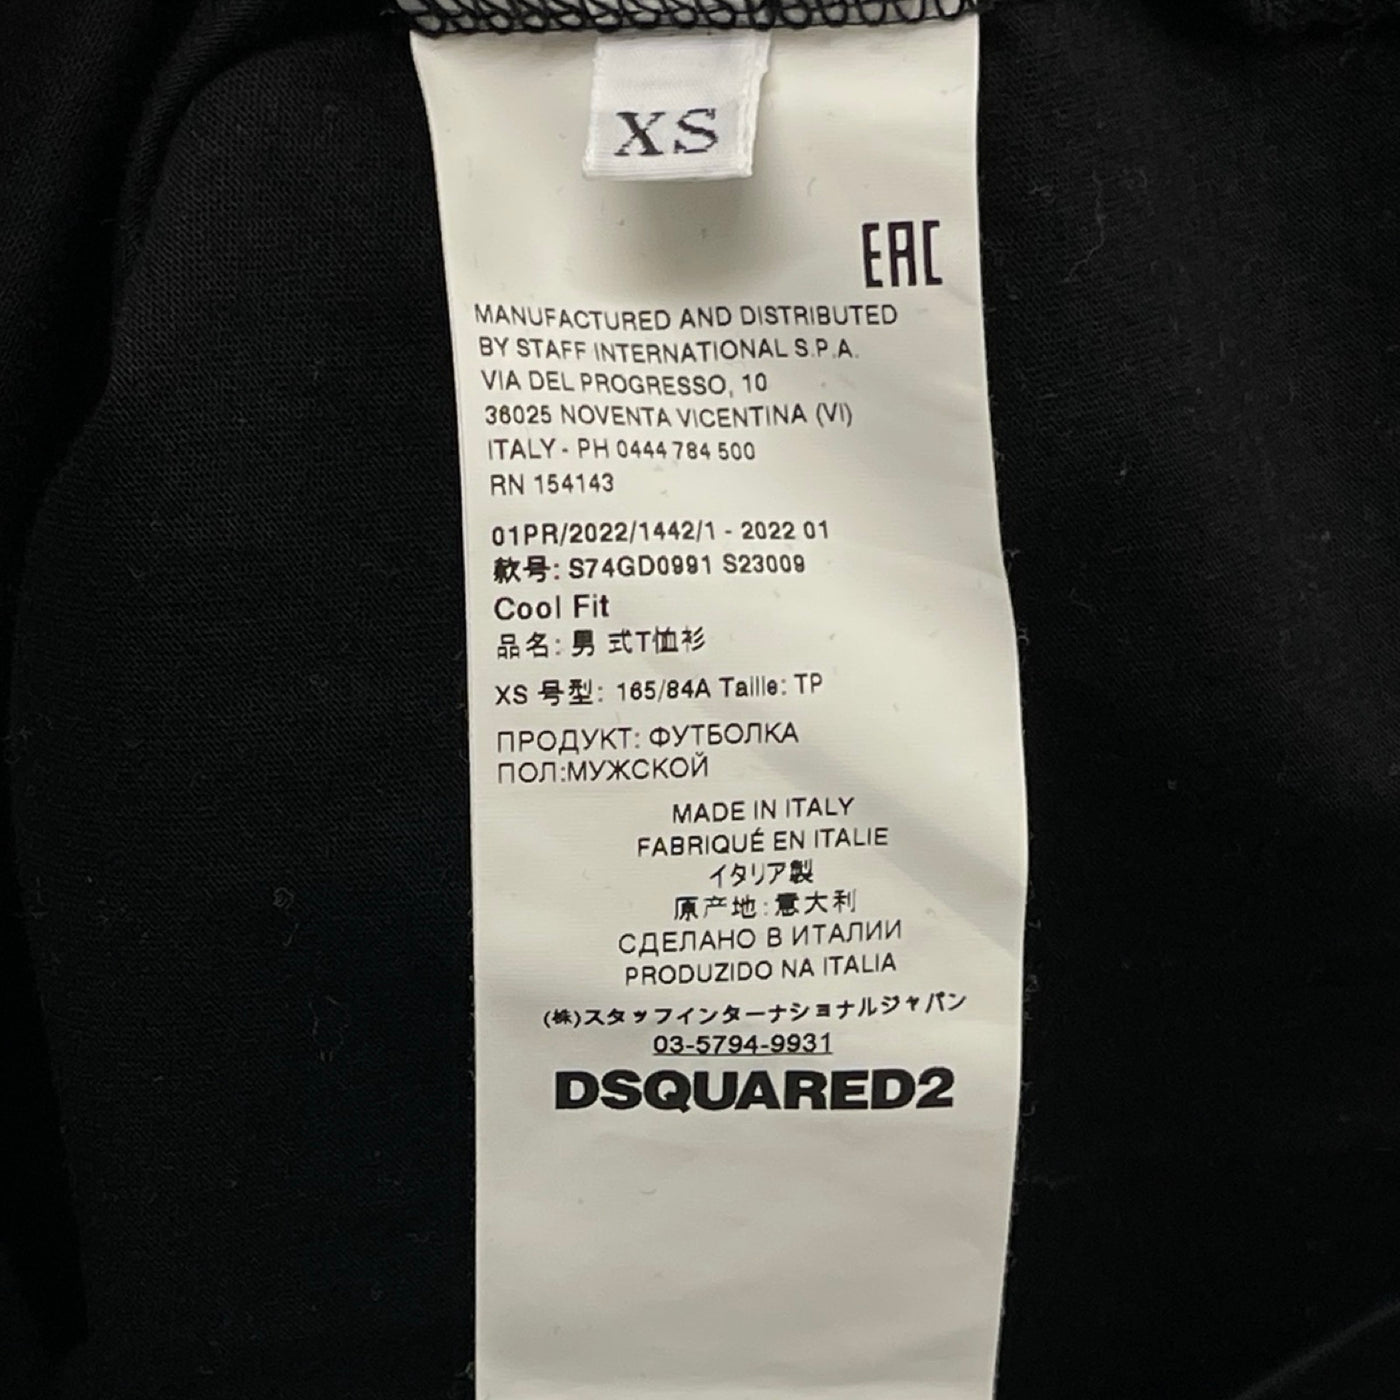 XS
EAC
MANUFACTURED AND DISTRIBUTED
BY STAFF INTERNATIONAL S.P.A.
VIA DEL PROGRESSO, 10
36025 NOVENTA VICENTINA (VI)
ITALY - PH 0444 784 500
RN 154143
01PR/2022/1442/1 - 2022 01
款号: S74GD0991 S23009
Cool Fit
品名: 男 式T恤衫
XS 号型: 165/84A Taille: TP
ПРОДУКТ: ФУТБОЛКА
ПОЛ:МУЖСКОЙ
MADE IN ITALY
FABRIQUÉ EN ITALIE
イタリア製
原产地:意大利
СДЕЛАНО В ИТАЛИИ
PRODUZIDO NA ITALIA
(株)スタッフインターナショナルジャパン
03-5794-9931
DSQUARED2